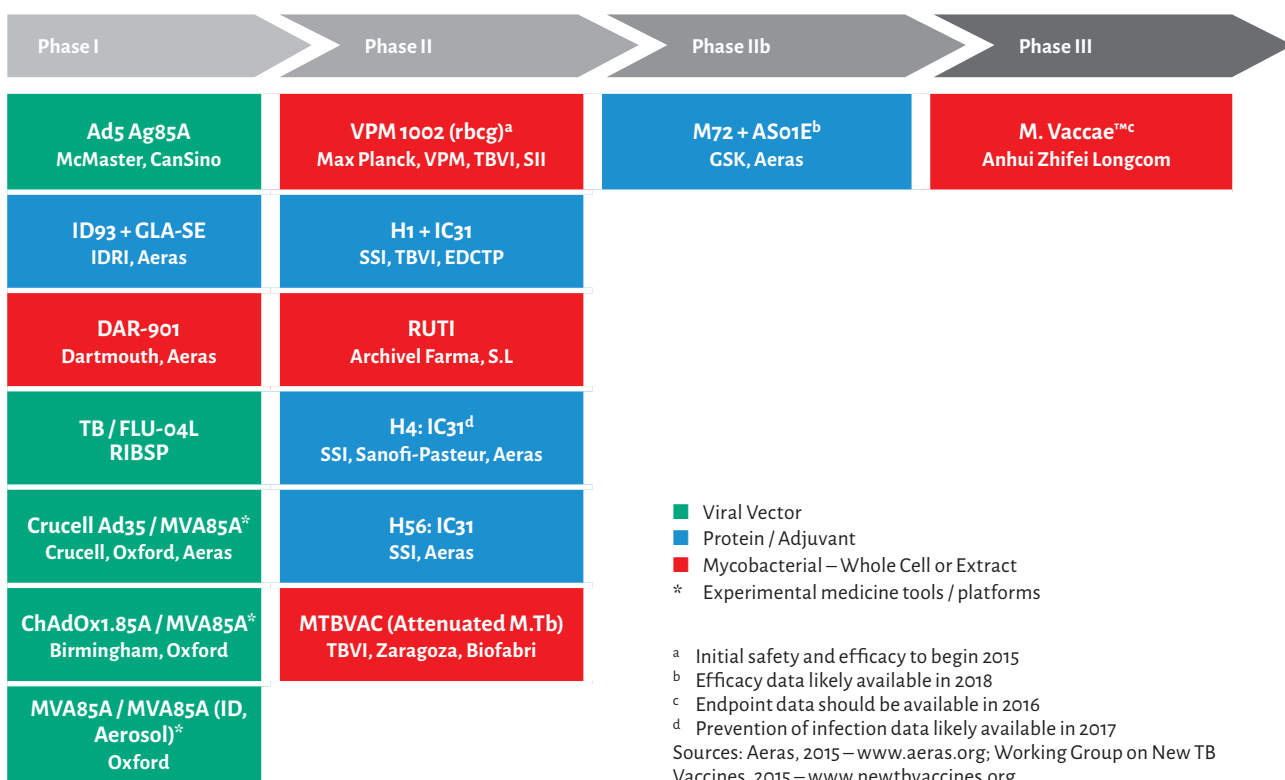 Phase I
Phase II
Phase IIb
Phase III
Ad5 Ag85A
McMaster, CanSino
VPM 1002 (rbcg)ᵃ
Max Planck, VPM, TBVI, SII
M72 + AS01Eᵇ
GSK, Aeras
M. Vaccae™ᶜ
Anhui Zhifei Longcom
ID93 + GLA-SE
IDRI, Aeras
H1 + IC31
SSI, TBVI, EDCTP
DAR-901
Dartmouth, Aeras
RUTI
Archivel Farma, S.L
TB / FLU-04L
RIBSP
H4: IC31ᵈ
SSI, Sanofi-Pasteur, Aeras
Crucell Ad35 / MVA85A*
Crucell, Oxford, Aeras
H56: IC31
SSI, Aeras
ChAdOx1.85A / MVA85A*
Birmingham, Oxford
MTBVAC (Attenuated M.Tb)
TBVI, Zaragoza, Biofabri
MVA85A / MVA85A (ID,
Aerosol)*
Oxford
Viral Vector
Protein / Adjuvant
Mycobacterial – Whole Cell or Extract
* Experimental medicine tools / platforms
ᵃ Initial safety and efficacy to begin 2015
ᵇ Efficacy data likely available in 2018
ᶜ Endpoint data should be available in 2016
ᵈ Prevention of infection data likely available in 2017
Sources: Aeras, 2015 – www.aeras.org; Working Group on New TB
Vaccines, 2015 – www.newtbvaccines.org